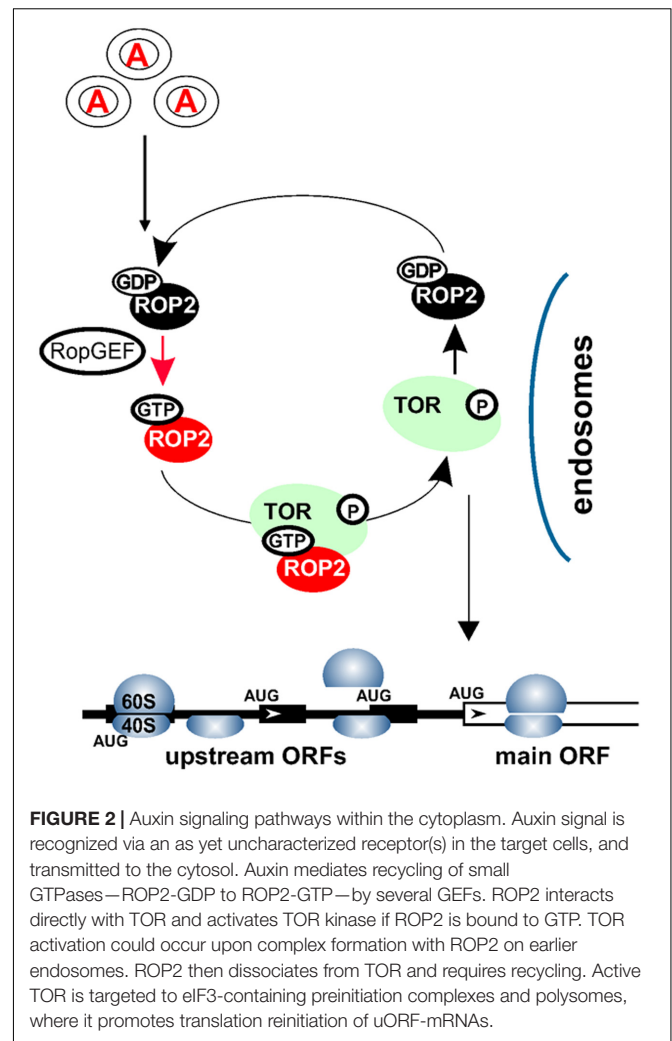 A
A A
GDP
ROP2
GDP
ROP2
RopGEF
GTP
ROP2
TOR P
TOR P
GTP
ROP2
endosomes
60S
40S
AUG
AUG
AUG
AUG
upstream ORFs
main ORF
FIGURE 2 | Auxin signaling pathways within the cytoplasm. Auxin signal is
recognized via an as yet uncharacterized receptor(s) in the target cells, and
transmitted to the cytosol. Auxin mediates recycling of small
GTPases—ROP2-GDP to ROP2-GTP—by several GEFs. ROP2 interacts
directly with TOR and activates TOR kinase if ROP2 is bound to GTP. TOR
activation could occur upon complex formation with ROP2 on earlier
endosomes. ROP2 then dissociates from TOR and requires recycling. Active
TOR is targeted to eIF3-containing preinitiation complexes and polysomes,
where it promotes translation reinitiation of uORF-mRNAs.